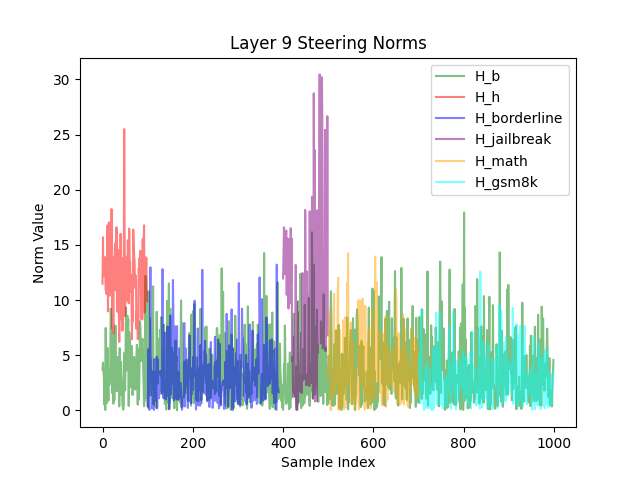 Layer 9 Steering Norms
H_b
H_h
H_borderline
H_jailbreak
H_math
H_gsm8k
Norm Value
30
25
20
15
10
5
0
0 200 400 600 800 1000
Sample Index